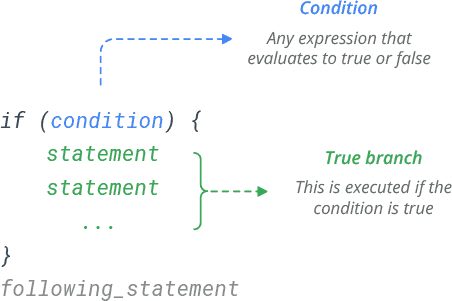 Condition
Any expression that
evaluates to true or false
if (condition) {
statement
statement
...
True branch
This is executed if the
condition is true
}
following_statement